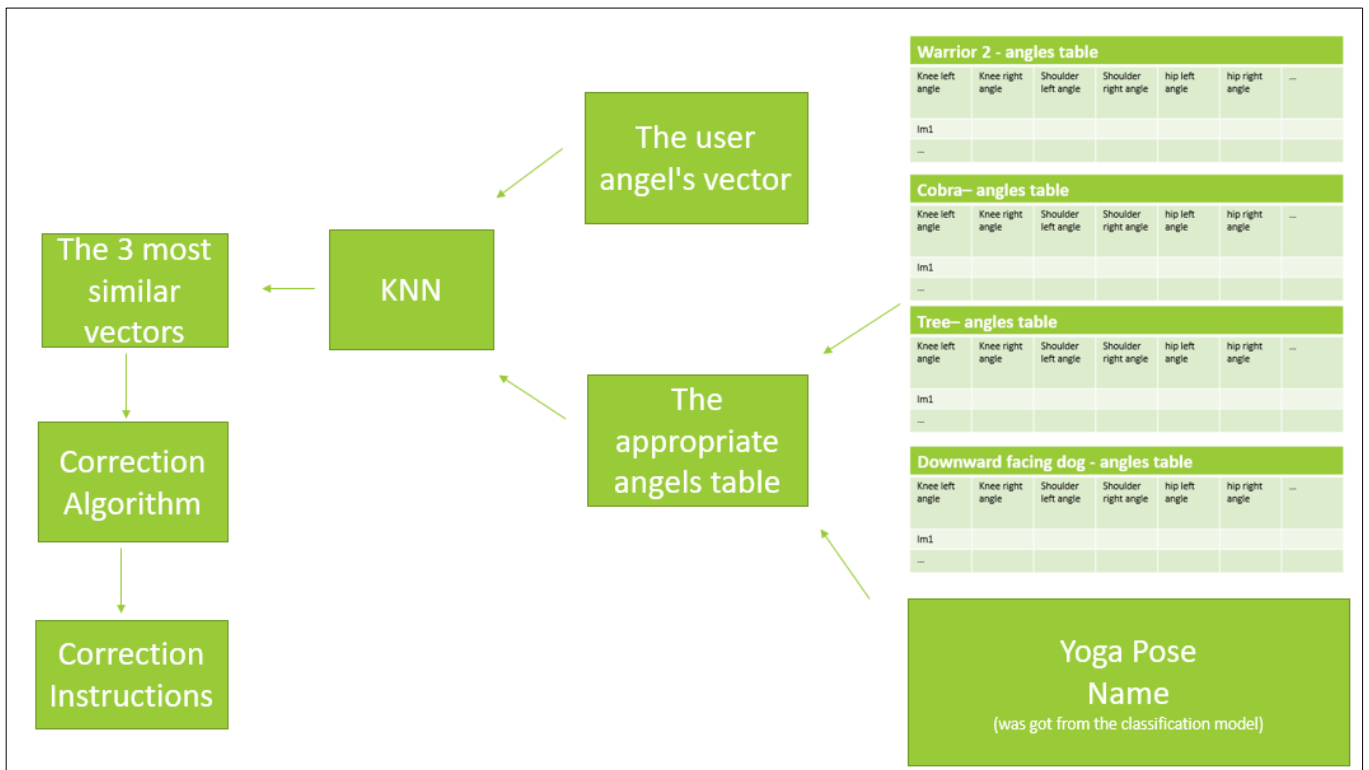 Warrior 2 - angles table
Knee left angle Knee right angle Shoulder left angle Shoulder right angle hip left angle hip right angle ...
Im1
...
Cobra– angles table
Knee left angle Knee right angle Shoulder left angle Shoulder right angle hip left angle hip right angle ...
Im1
...
Tree– angles table
Knee left angle Knee right angle Shoulder left angle Shoulder right angle hip left angle hip right angle ...
Im1
...
Downward facing dog - angles table
Knee left angle Knee right angle Shoulder left angle Shoulder right angle hip left angle hip right angle ...
Im1
...
Yoga Pose
Name
(was got from the classification model)
The user
angel's vector
The
appropriate
angels table
KNN
The 3 most
similar
vectors
Correction
Algorithm
Correction
Instructions